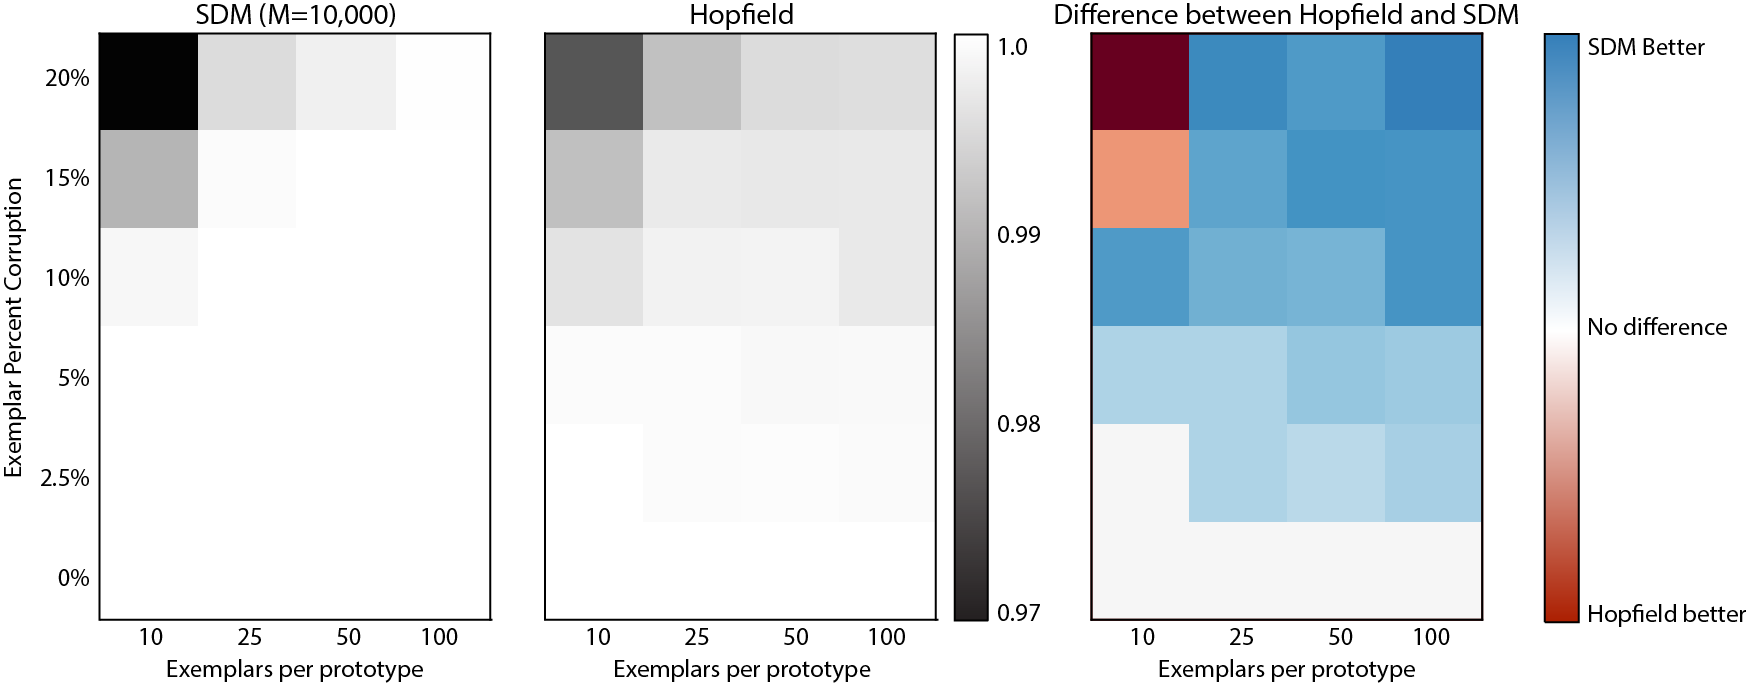 SDM (M=10,000)
Hopfield
Difference between Hopfield and SDM
Exemplar Percent Corruption
20%
15%
10%
5%
2.5%
0%
10 25 50 100
Exemplars per prototype
10 25 50 100
Exemplars per prototype
1.0
0.99
0.98
0.97
10 25 50 100
Exemplars per prototype
SDM Better
No difference
Hopfield better